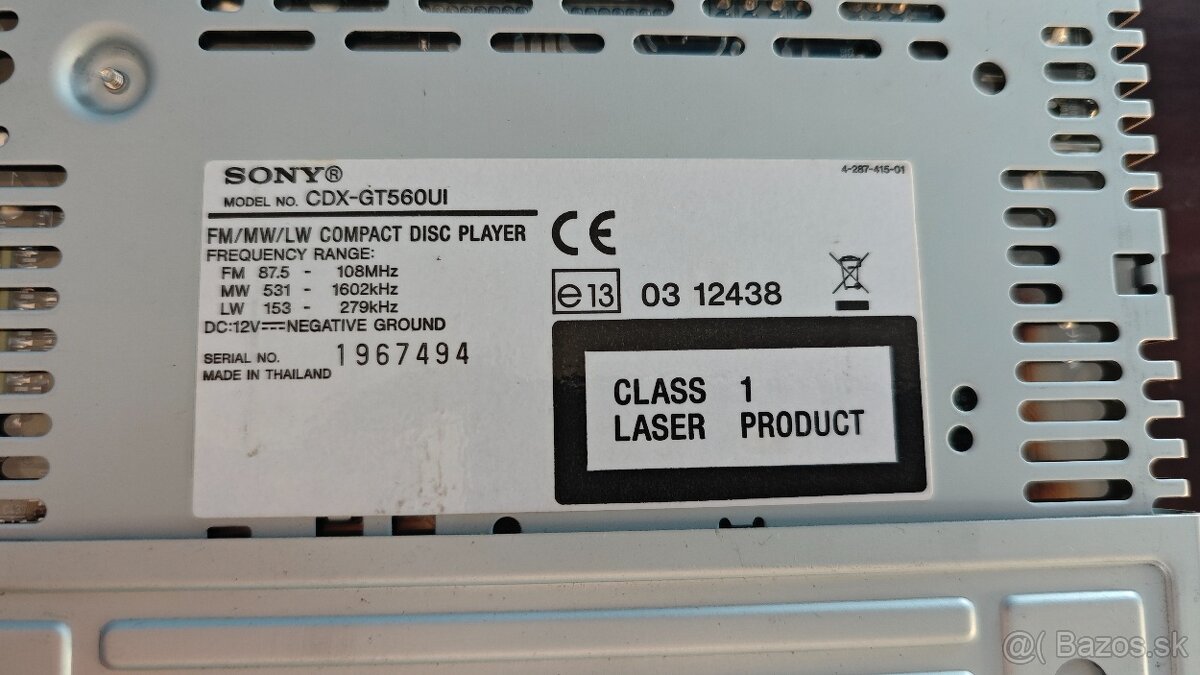 SONY®
4-287-415-01
MODEL NO. CDX-GT560UI
FM/MW/LW COMPACT DISC PLAYER
FREQUENCY RANGE:
FM 87.5 - 108MHz
MW 531 - 1602kHz
LW 153 - 279kHz
DC:12V⎓NEGATIVE GROUND
SERIAL NO. 1967494
MADE IN THAILAND
CE
e13 03 12438
CLASS 1
LASER PRODUCT
@( Bazos.sk